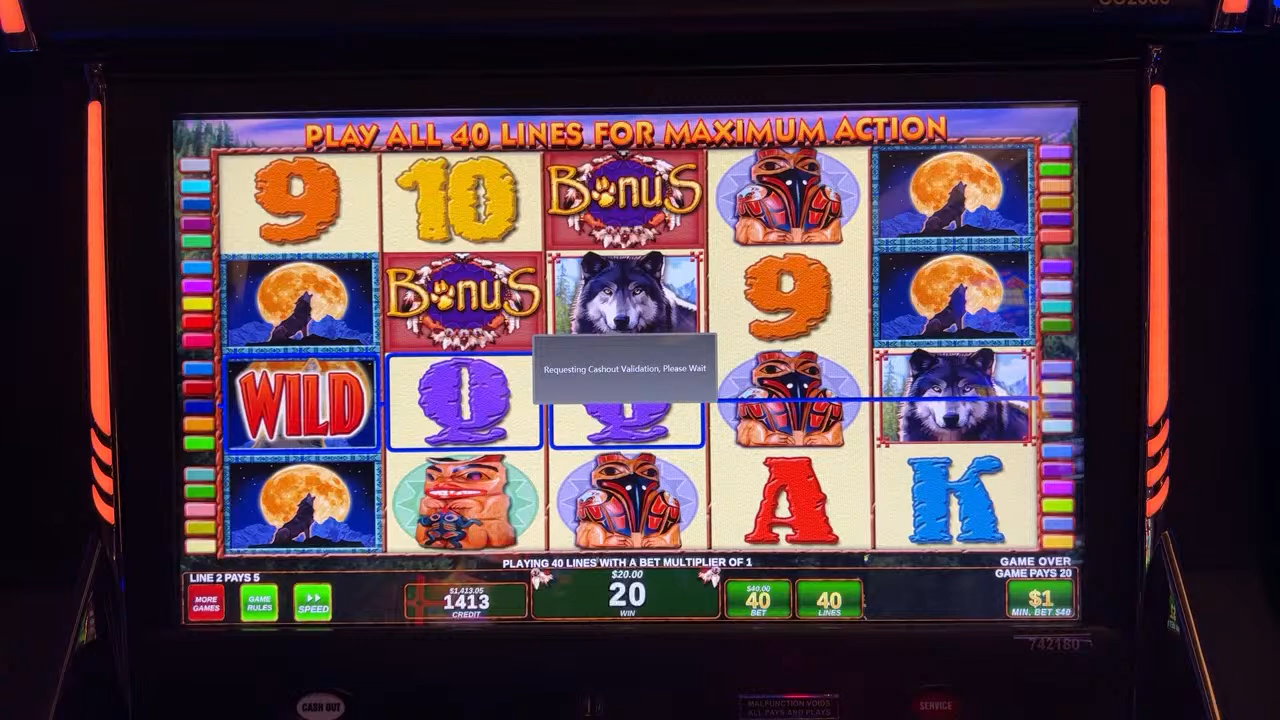 PLAY ALL 40 LINES FOR MAXIMUM ACTION
9
10
BonuS
BonuS
9
Requesting Cashout Validation, Please Wait
WILD
Q
Q
A
K
PLAYING 40 LINES WITH A BET MULTIPLIER OF 1
GAME OVER
LINE 2 PAYS 5
GAME PAYS 20
MORE GAMES
GAME RULES
SPEED
$1,413.05
1413
CREDIT
$20.00
20
WIN
$40.00
40
BET
40
LINES
$1
MIN. BET $40
742180
CASH OUT
MALFUNCTION VOIDS
ALL PAYS AND PLAYS
SERVICE